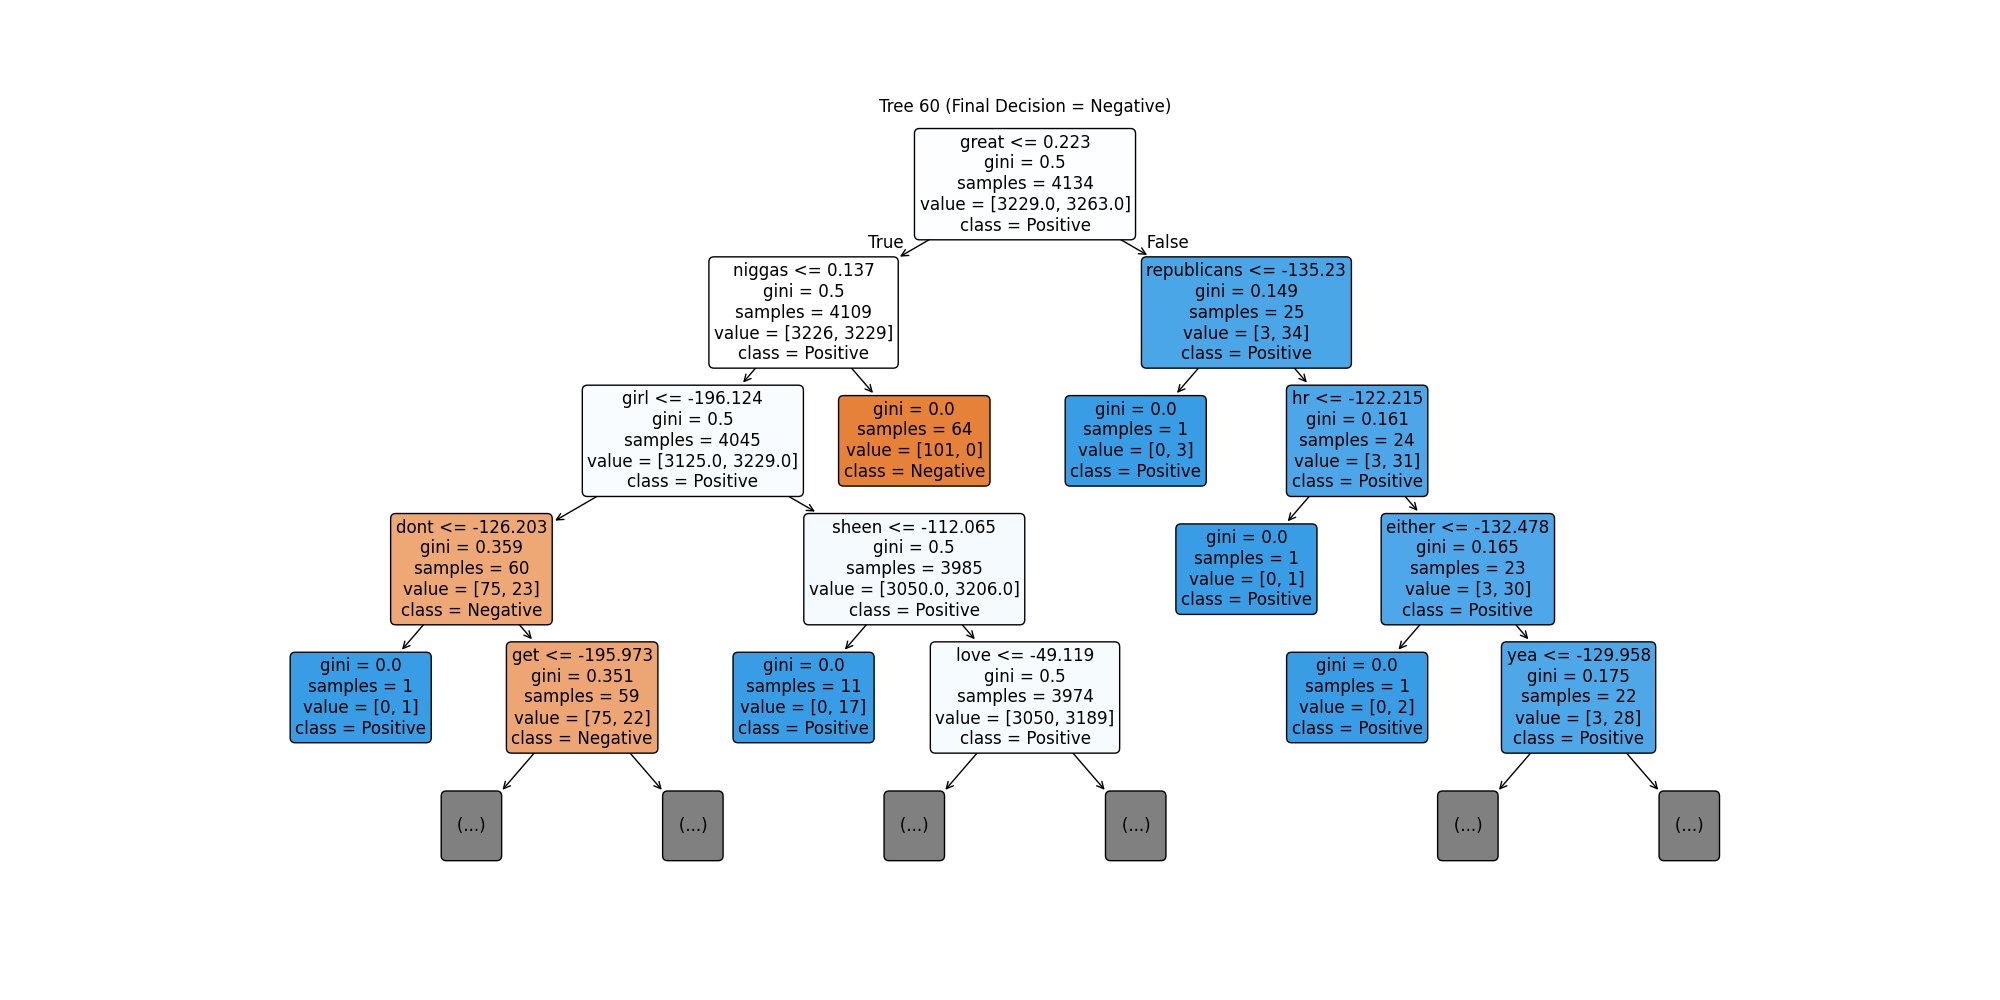 Tree 60 (Final Decision = Negative)
great <= 0.223
gini = 0.5
samples = 4134
value = [3229.0, 3263.0]
class = Positive
True
False
niggas <= 0.137
gini = 0.5
samples = 4109
value = [3226, 3229]
class = Positive
republicans <= -135.23
gini = 0.149
samples = 25
value = [3, 34]
class = Positive
girl <= -196.124
gini = 0.5
samples = 4045
value = [3125.0, 3229.0]
class = Positive
gini = 0.0
samples = 64
value = [101, 0]
class = Negative
gini = 0.0
samples = 1
value = [0, 3]
class = Positive
hr <= -122.215
gini = 0.161
samples = 24
value = [3, 31]
class = Positive
dont <= -126.203
gini = 0.359
samples = 60
value = [75, 23]
class = Negative
sheen <= -112.065
gini = 0.5
samples = 3985
value = [3050.0, 3206.0]
class = Positive
gini = 0.0
samples = 1
value = [0, 1]
class = Positive
either <= -132.478
gini = 0.165
samples = 23
value = [3, 30]
class = Positive
gini = 0.0
samples = 1
value = [0, 1]
class = Positive
get <= -195.973
gini = 0.351
samples = 59
value = [75, 22]
class = Negative
gini = 0.0
samples = 11
value = [0, 17]
class = Positive
love <= -49.119
gini = 0.5
samples = 3974
value = [3050, 3189]
class = Positive
gini = 0.0
samples = 1
value = [0, 2]
class = Positive
yea <= -129.958
gini = 0.175
samples = 22
value = [3, 28]
class = Positive
(...)
(...)
(...)
(...)
(...)
(...)